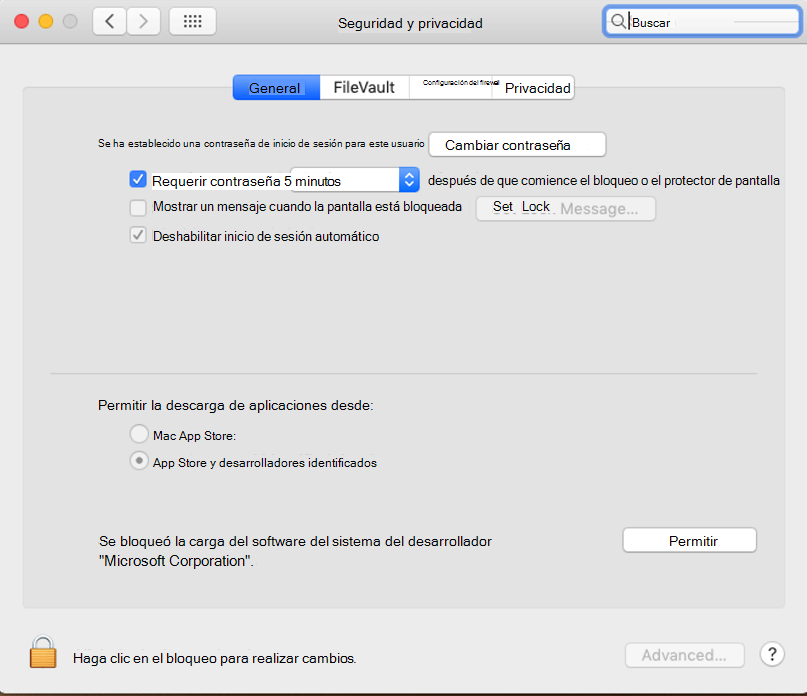 Seguridad y privacidad
Buscar
General
FileVault
Configuración del firewall
Privacidad
Se ha establecido una contraseña de inicio de sesión para este usuario
Cambiar contraseña
Requerir contraseña 5 minutos
después de que comience el bloqueo o el protector de pantalla
Mostrar un mensaje cuando la pantalla está bloqueada
Set Lock Message...
Deshabilitar inicio de sesión automático
Permitir la descarga de aplicaciones desde:
Mac App Store:
App Store y desarrolladores identificados
Se bloqueó la carga del software del sistema del desarrollador
"Microsoft Corporation".
Permitir
Haga clic en el bloqueo para realizar cambios.
Advanced...
?